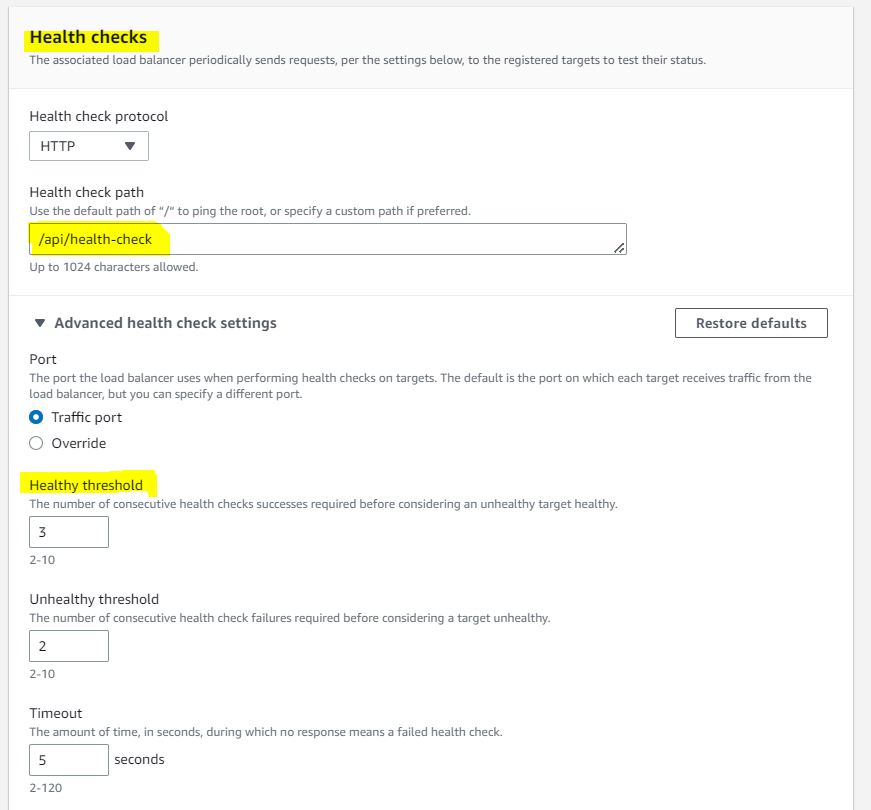 Health checks
The associated load balancer periodically sends requests, per the settings below, to the registered targets to test their status.
Health check protocol
HTTP
Health check path
Use the default path of “/” to ping the root, or specify a custom path if preferred.
/api/health-check
Up to 1024 characters allowed.
Advanced health check settings
Restore defaults
Port
The port the load balancer uses when performing health checks on targets. The default is the port on which each target receives traffic from the
load balancer, but you can specify a different port.
Traffic port
Override
Healthy threshold
The number of consecutive health checks successes required before considering an unhealthy target healthy.
3
2-10
Unhealthy threshold
The number of consecutive health check failures required before considering a target unhealthy.
2
2-10
Timeout
The amount of time, in seconds, during which no response means a failed health check.
5 seconds
2-120